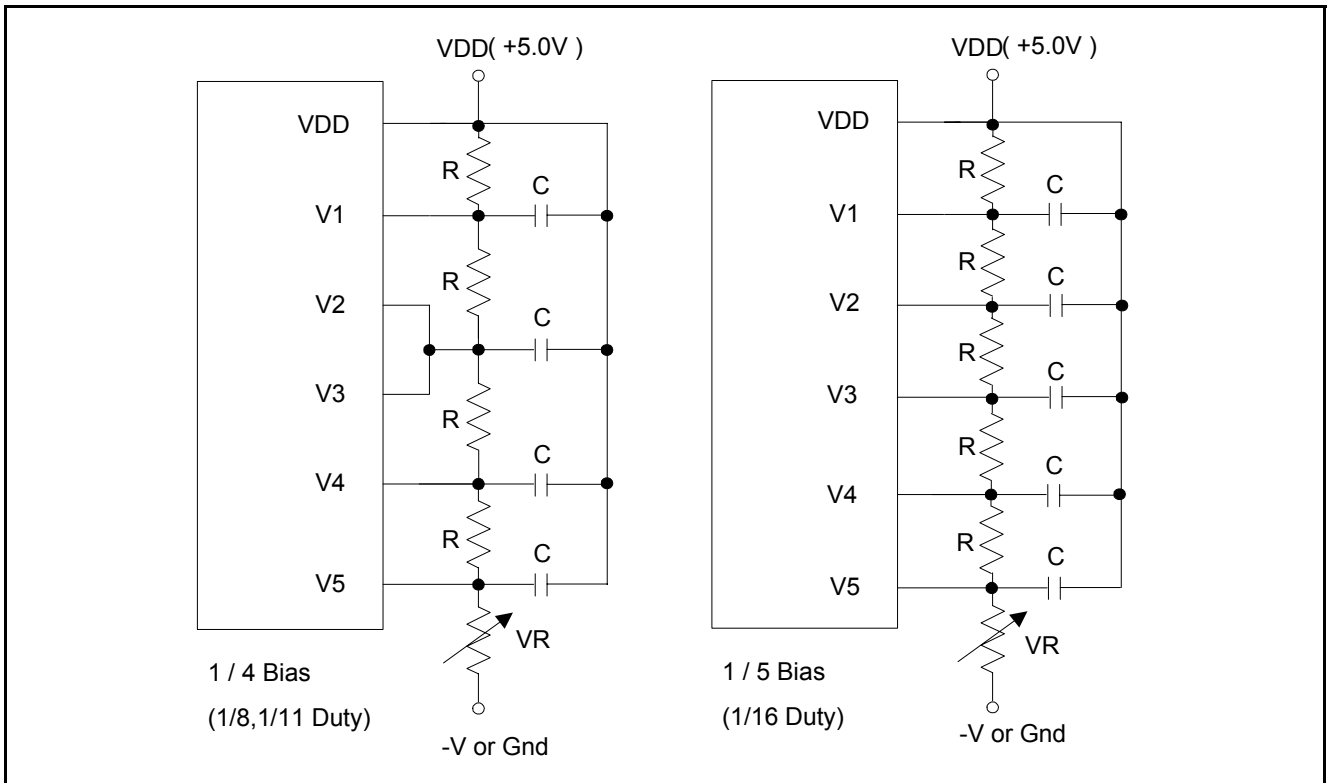 VDD( +5.0V )
VDD
R
C
V1
R
V2
C
V3
R
C
V4
R
C
V5
VR
1 / 4 Bias
(1/8,1/11 Duty)
-V or Gnd
VDD( +5.0V )
VDD
R
C
V1
R
C
V2
R
C
V3
R
C
V4
R
C
V5
VR
1 / 5 Bias
(1/16 Duty)
-V or Gnd